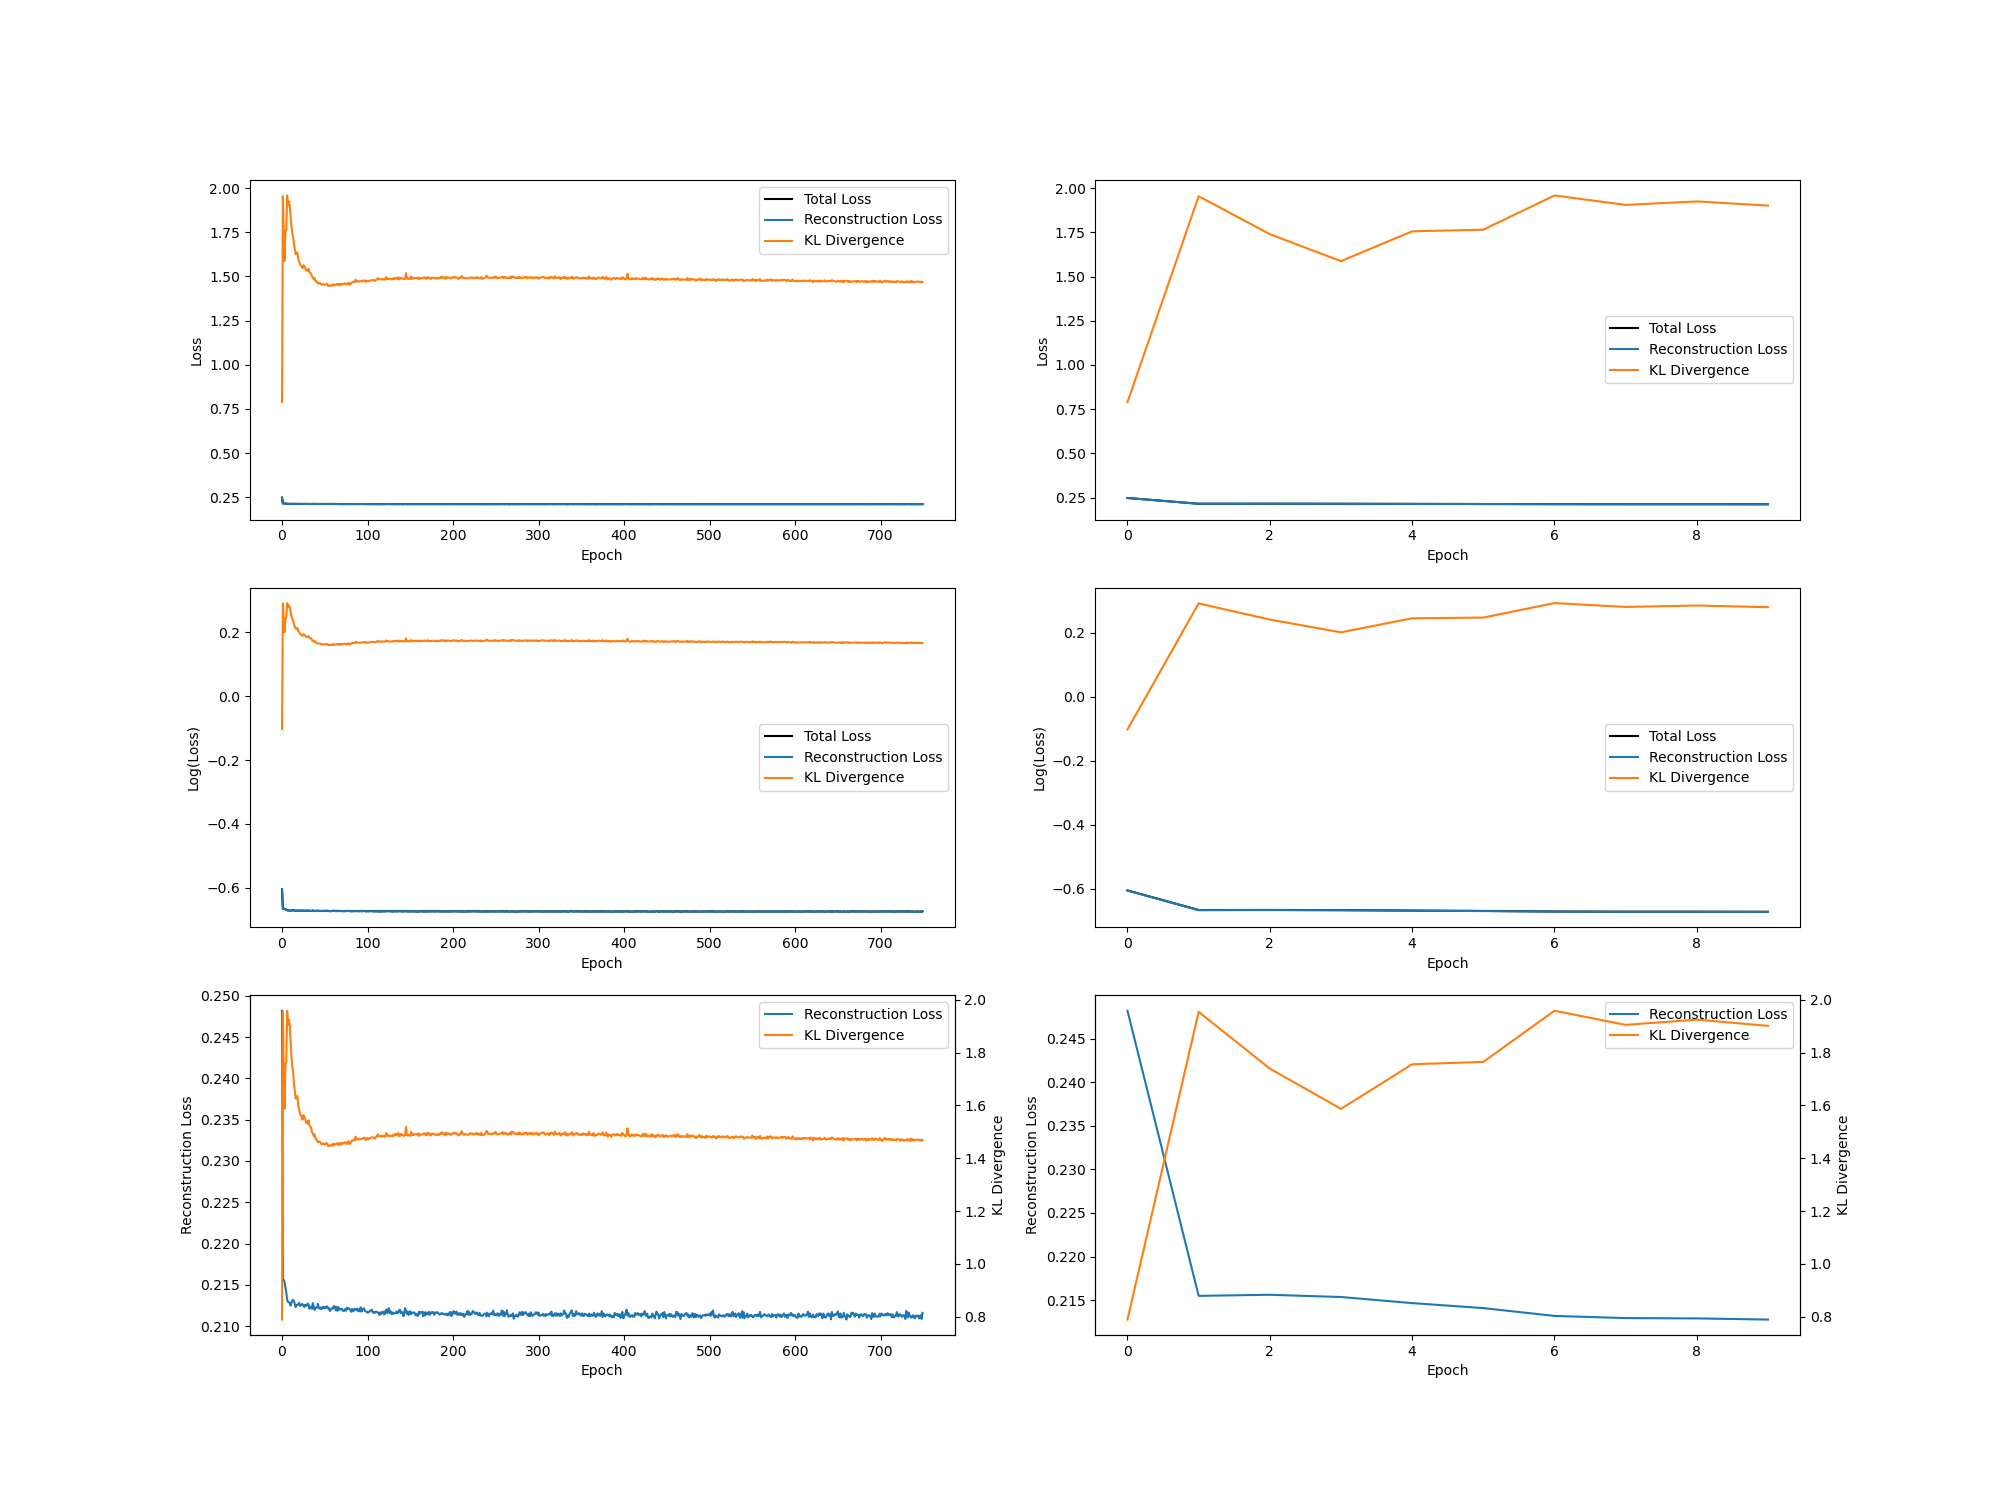 2.00
1.75
1.50
1.25
1.00
0.75
0.50
0.25
Loss
0 100 200 300 400 500 600 700
Epoch
Total Loss
Reconstruction Loss
KL Divergence
2.00
1.75
1.50
1.25
1.00
0.75
0.50
0.25
Loss
0 2 4 6 8
Epoch
Total Loss
Reconstruction Loss
KL Divergence
0.2
0.0
−0.2
−0.4
−0.6
Log(Loss)
0 100 200 300 400 500 600 700
Epoch
Total Loss
Reconstruction Loss
KL Divergence
0.2
0.0
−0.2
−0.4
−0.6
Log(Loss)
0 2 4 6 8
Epoch
Total Loss
Reconstruction Loss
KL Divergence
0.250
0.245
0.240
0.235
0.230
0.225
0.220
0.215
0.210
Reconstruction Loss
0 100 200 300 400 500 600 700
Epoch
Reconstruction Loss
KL Divergence
2.0
1.8
1.6
1.4
1.2
1.0
0.8
KL Divergence
0.245
0.240
0.235
0.230
0.225
0.220
0.215
Reconstruction Loss
0 2 4 6 8
Epoch
Reconstruction Loss
KL Divergence
2.0
1.8
1.6
1.4
1.2
1.0
0.8
KL Divergence